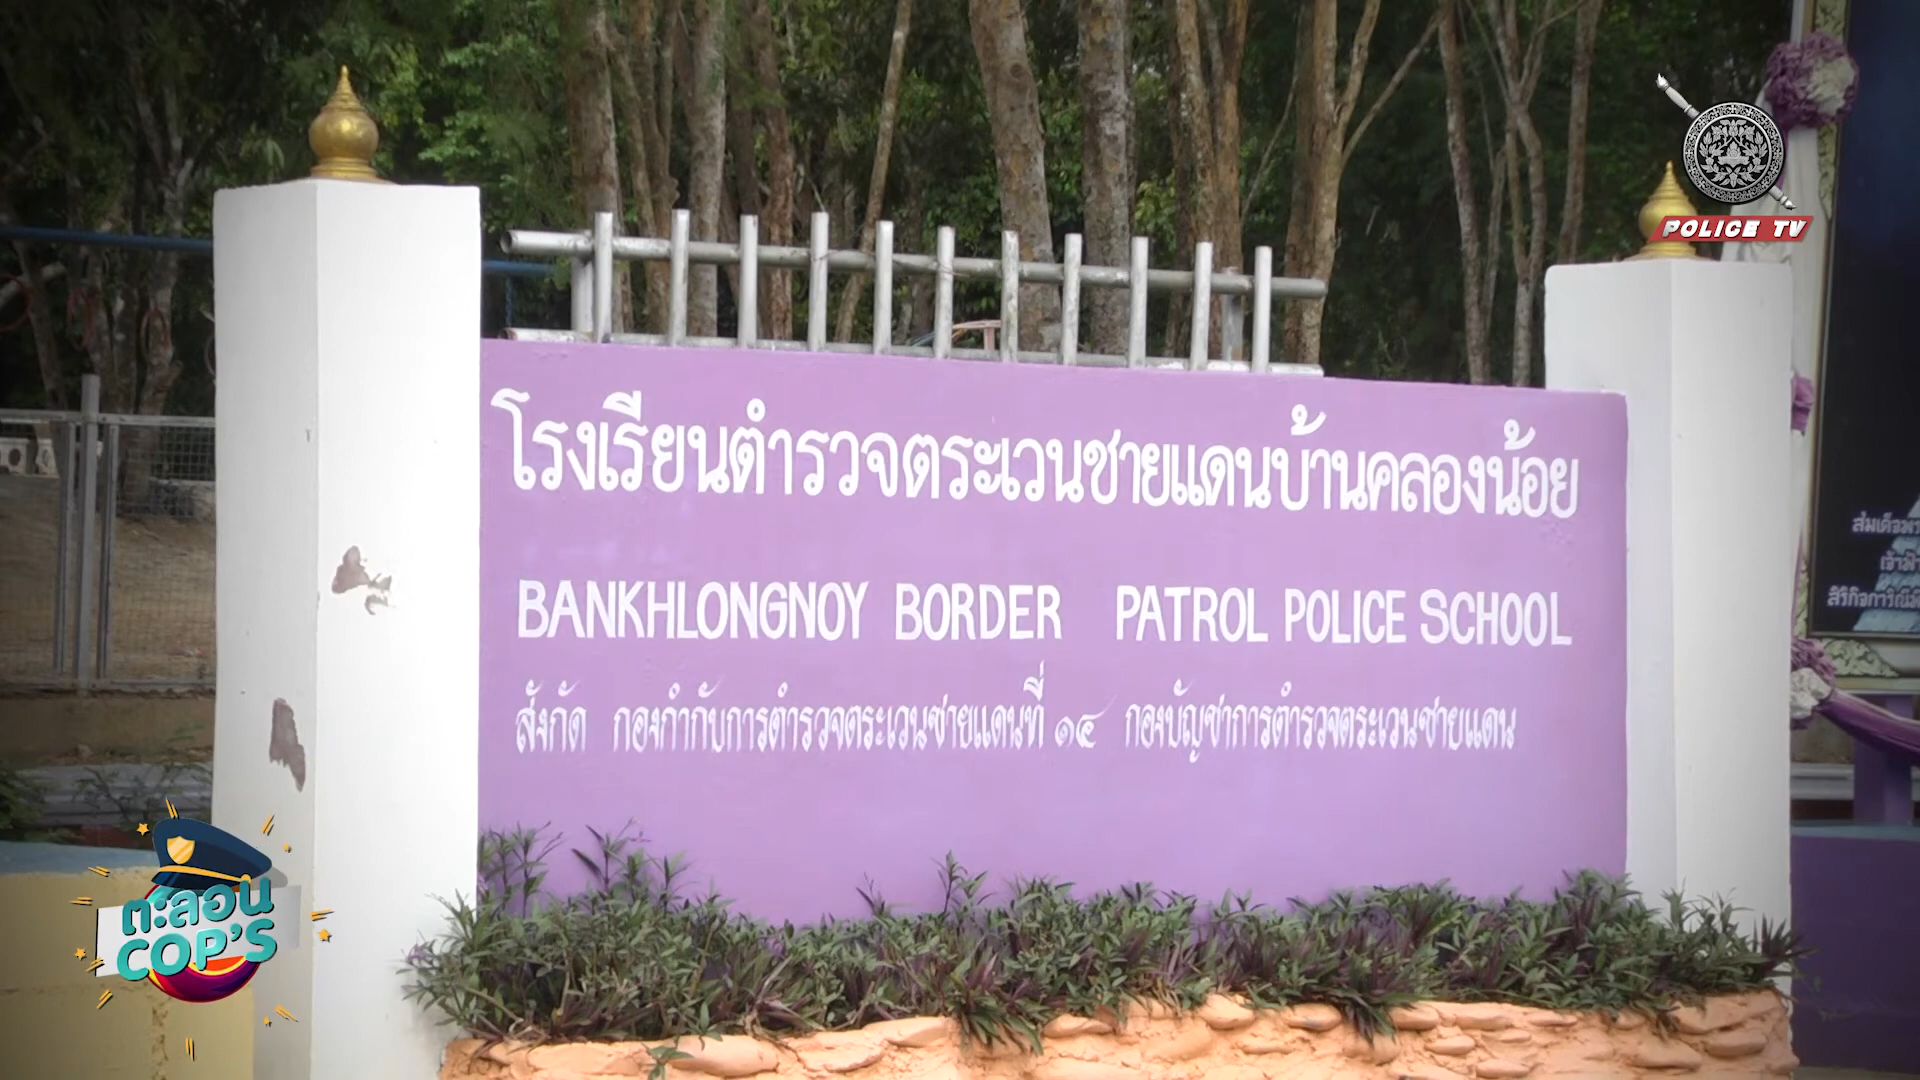 POLICE TV
โรงเรียนตำรวจตระเวนชายแดนบ้านคลองน้อย
BANKHLONGNOY BORDER PATROL POLICE SCHOOL
สังกัด กองกำกับการตำรวจตระเวนชายแดนที่ ๑๔ กองบัญชาการตำรวจตระเวนชายแดน
ตะลอน
COP'S